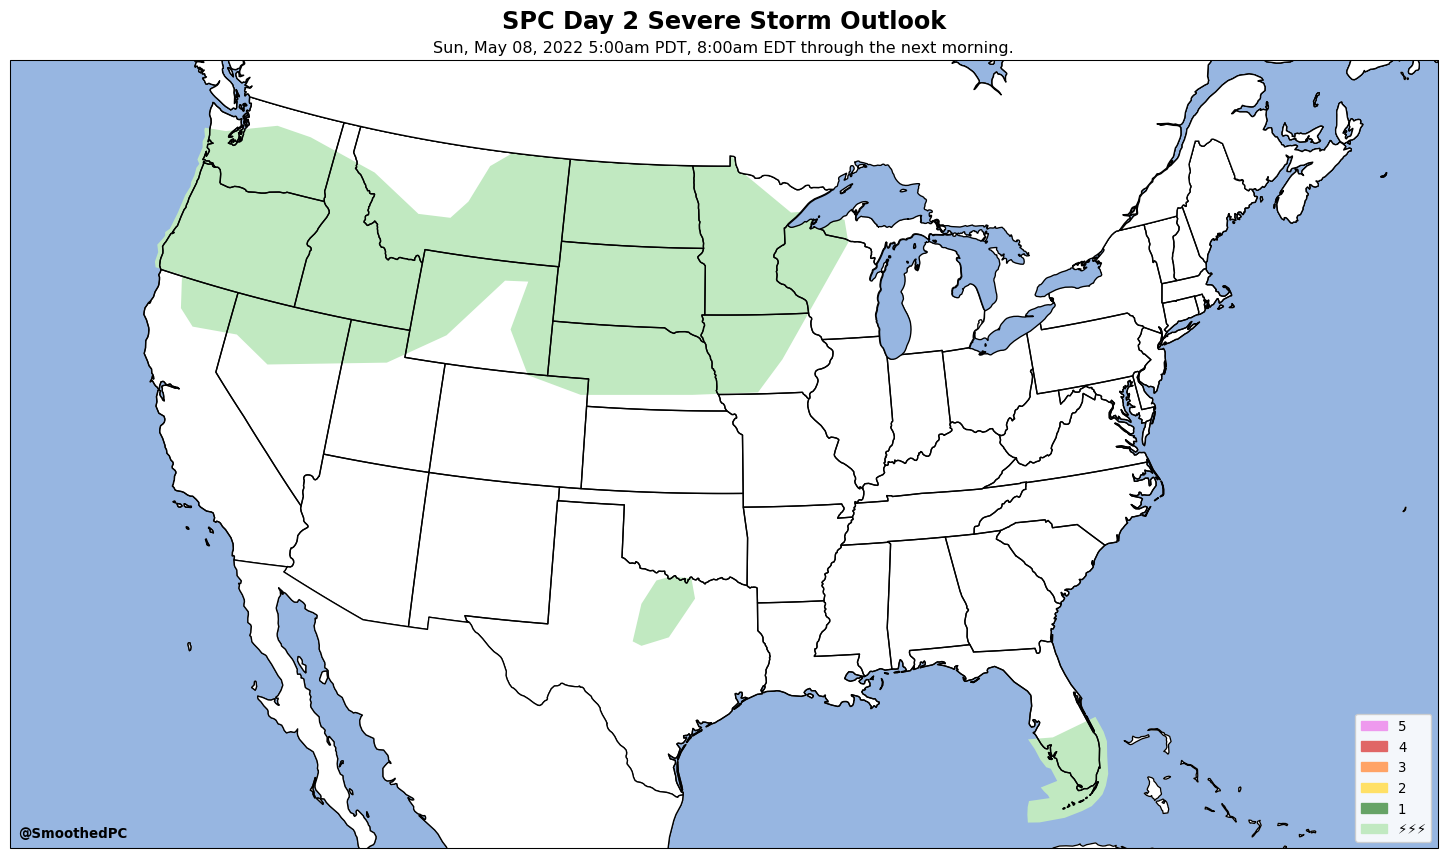 SPC Day 2 Severe Storm Outlook
Sun, May 08, 2022 5:00am PDT, 8:00am EDT through the next morning.
5
4
3
2
1
⚡⚡⚡
@SmoothedPC